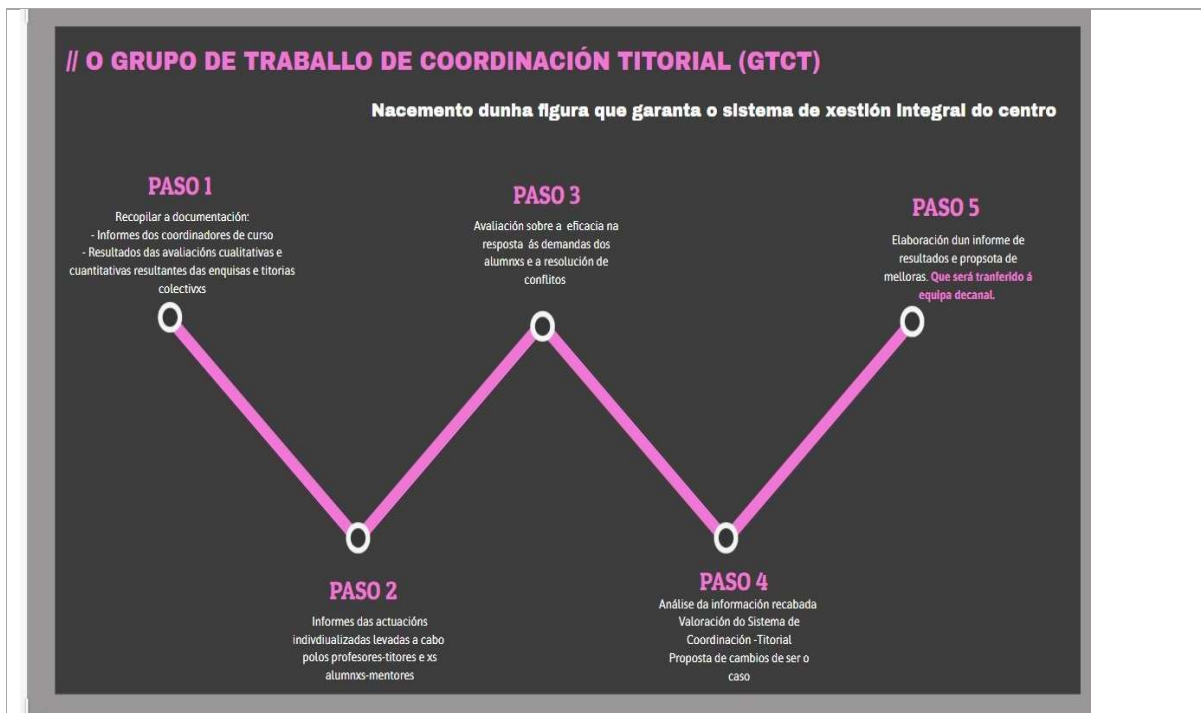 // O GRUPO DE TRABALLO DE COORDINACIÓN TITORIAL (GTCT)
Nacemento dunha figura que garanta o sistema de xestión integral do centro
PASO 1
Recopilar a documentación:
- Informes dos coordinadores de curso
- Resultados das avaliacións cualitativas e
cuantitativas resultantes das enquisas e titorias
colectivxs
PASO 2
Informes das actuacións
indivdiualizadas levadas a cabo
polos profesores-titores e xs
alumnxs-mentores
PASO 3
Avaliación sobre a eficacia na
resposta ás demandas dos
alumnxs e a resolución de
conflitos
PASO 4
Análise da información recabada
Valoración do Sistema de
Coordinación -Titorial
Proposta de cambios de ser o
caso
PASO 5
Elaboración dun informe de
resultados e propsota de
melloras. Que será tranferido á
equipa decanal.